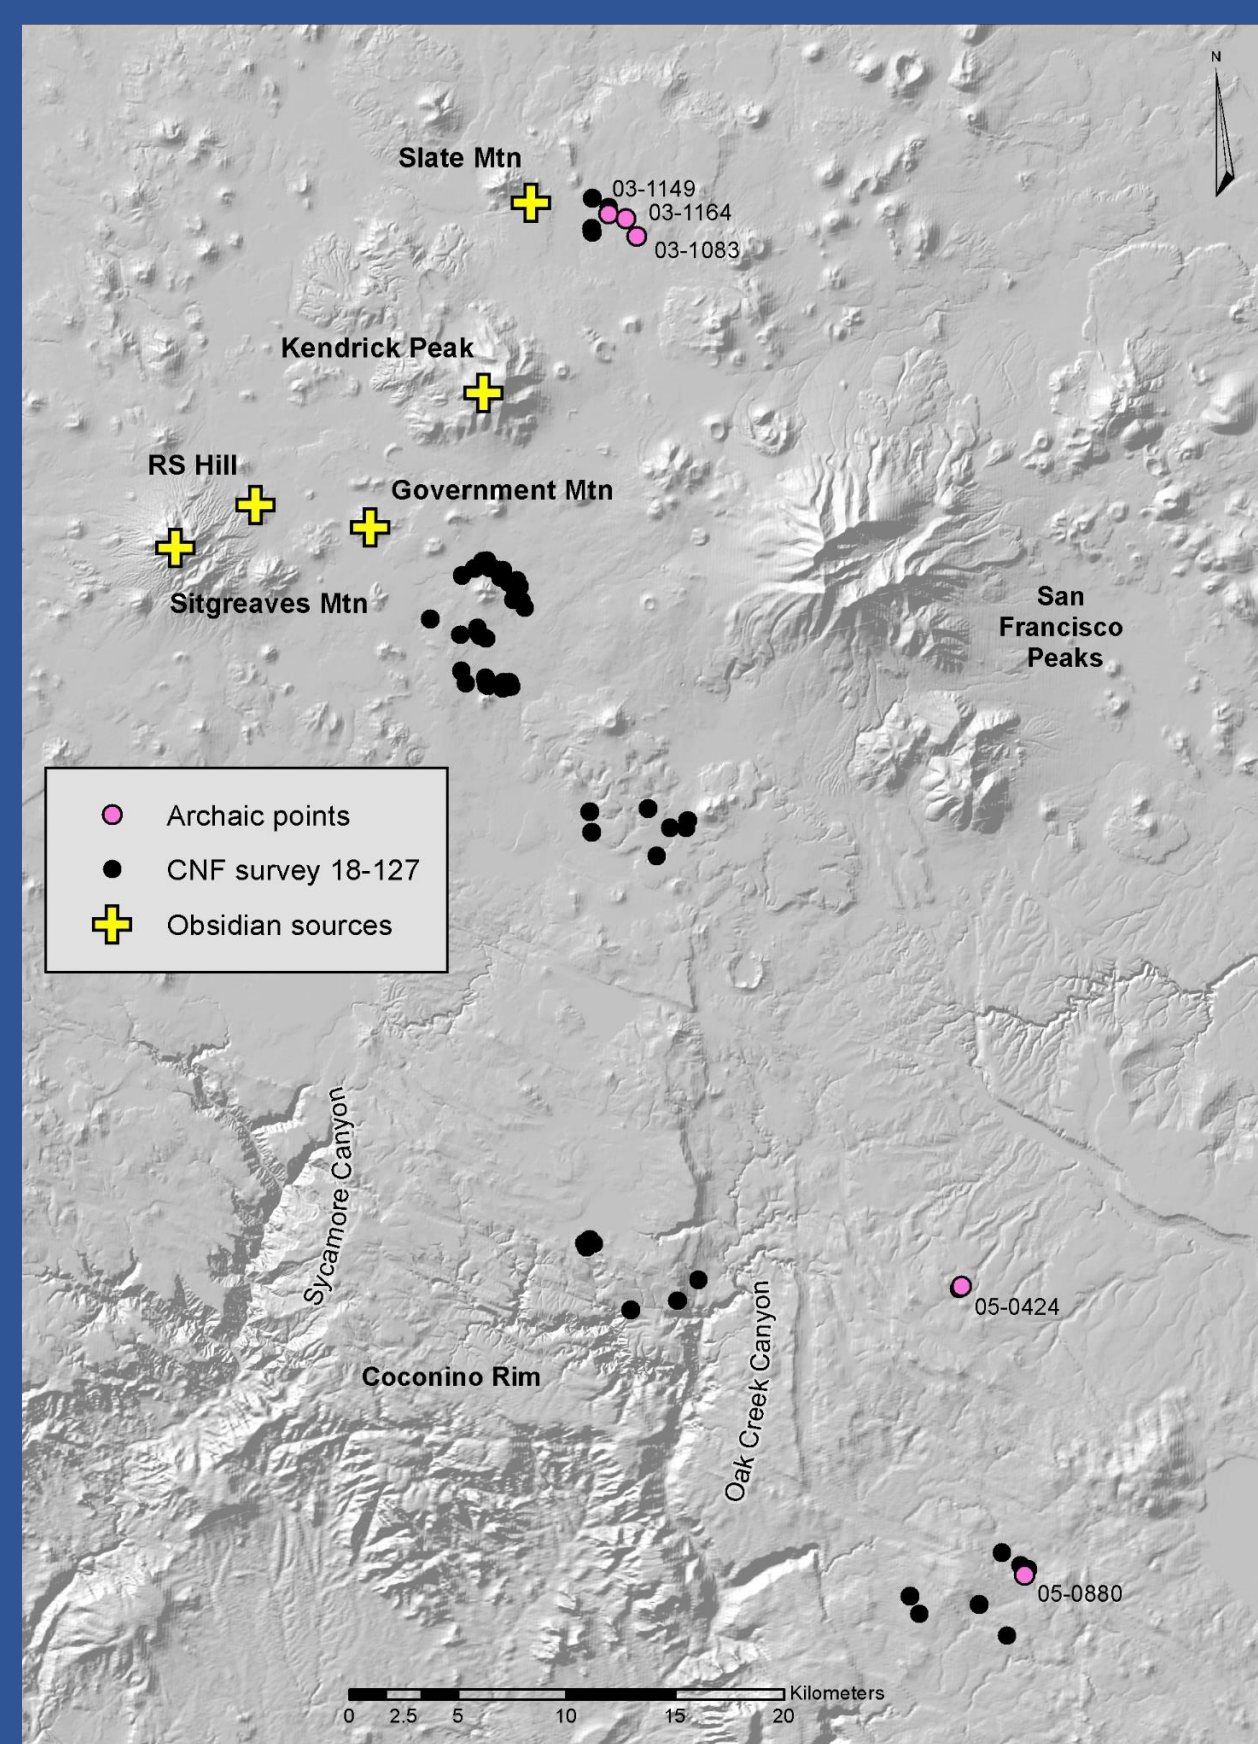 N
Slate Mtn
03-1149
03-1164
03-1083
Kendrick Peak
RS Hill
Government Mtn
Sitgreaves Mtn
San
Francisco
Peaks
Archaic points
CNF survey 18-127
Obsidian sources
Sycamore Canyon
05-0424
Coconino Rim
Oak Creek Canyon
05-0880
Kilometers
0 2.5 5 10 15 20